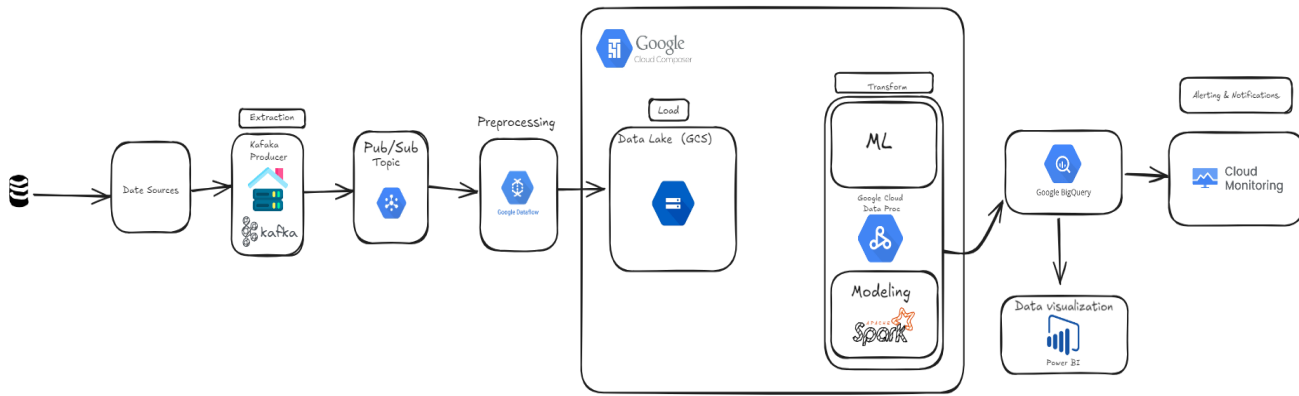 Date Sources
Extraction
Kafaka
Producer
kafka
Pub/Sub
Topic
Preprocessing
Google Dataflow
Google
Cloud Composer
Load
Data Lake (GCS)
Transform
ML
Google Cloud
Data Proc
Modeling
APACHE
Spark
Google BigQuery
Data visualization
Power BI
Alerting & Notifications.
Cloud
Monitoring